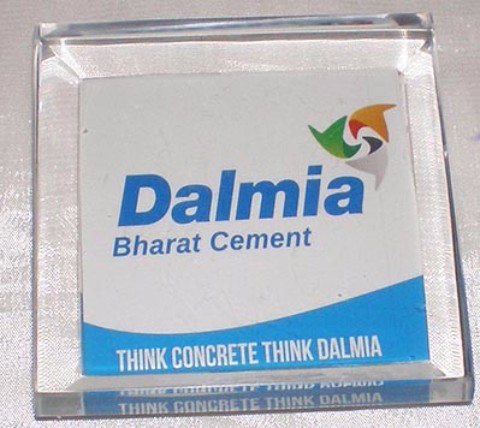 Dalmia
Bharat Cement
THINK CONCRETE THINK DALMIA